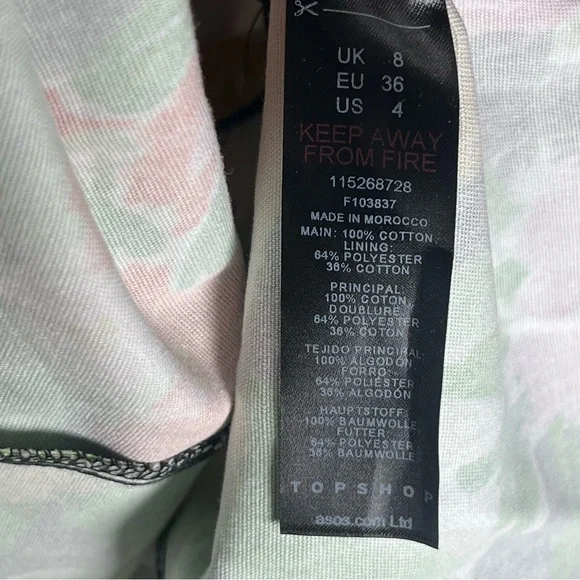 UK 8
EU 36
US 4
KEEP AWAY
FROM FIRE
115268728
F103837
MADE IN MOROCCO
MAIN: 100% COTTON
LINING:
64% POLYESTER
36% COTTON
PRINCIPAL:
100% COTON
DOUBLURE:
64% POLYESTER
36% COTON
TEJIDO PRINCIPAL:
100% ALGODÓN
FORRO:
64% POLIÉSTER
36% ALGODÓN
HAUPTSTOFF:
100% BAUMWOLLE
FUTTER:
64% POLYESTER
36% BAUMWOLLE
TOPSHOP
asos.com Ltd